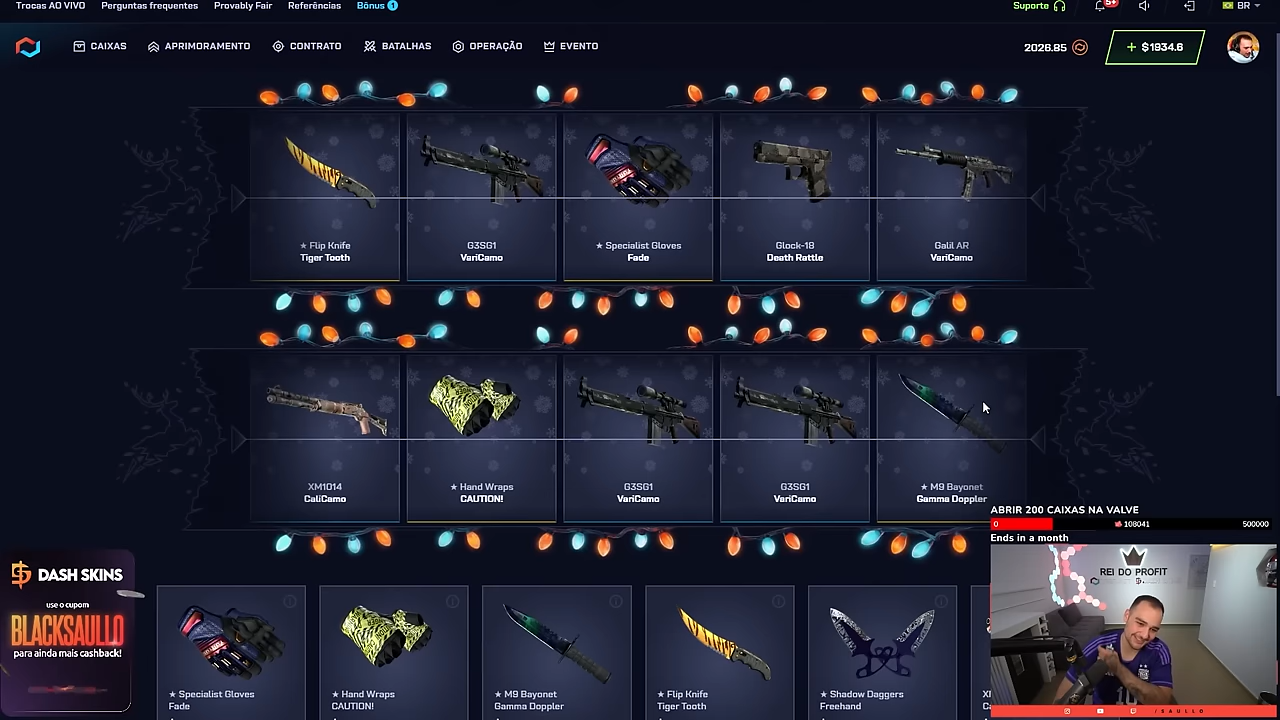 Trocas AO VIVO Perguntas frequentes Provably Fair Referências Bônus 1 Suporte 5+ BR
CAIXAS APRIMORAMENTO CONTRATO BATALHAS OPERAÇÃO EVENTO 2026.85 + $1934.6
★ Flip Knife
Tiger Tooth
G3SG1
VariCamo
★ Specialist Gloves
Fade
Glock-18
Death Rattle
Galil AR
VariCamo
XM1014
CaliCamo
★ Hand Wraps
CAUTION!
G3SG1
VariCamo
G3SG1
VariCamo
★ M9 Bayonet
Gamma Doppler
ABRIR 200 CAIXAS NA VALVE
0 108041 500000
Ends in a month
REI DO PROFIT
10
/SAULLO
DASH SKINS
use o cupom
BLACKSAULLO
para ainda mais cashback!
★ Specialist Gloves
Fade
★ Hand Wraps
CAUTION!
★ M9 Bayonet
Gamma Doppler
★ Flip Knife
Tiger Tooth
★ Shadow Daggers
Freehand